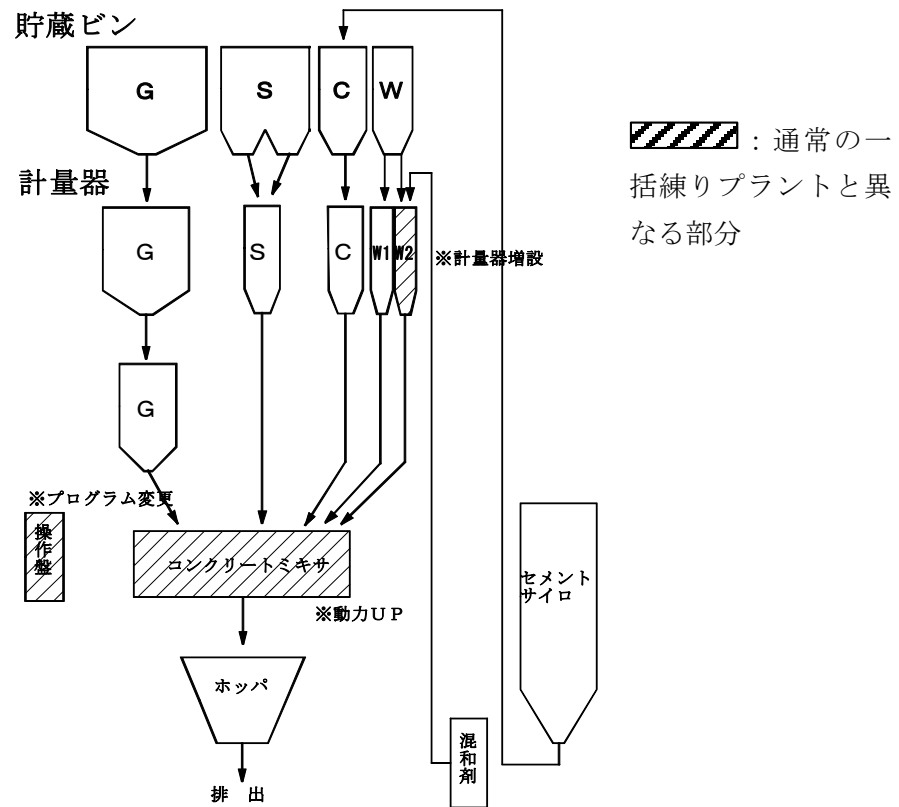 貯蔵ビン
G
S
C
W
：通常の一
括練りプラントと異
なる部分
計量器
G
S
C
W1
W2
※計量器増設
G
※プログラム変更
操作盤
コンクリートミキサ
※動力UP
セメント
サイロ
ホッパ
混和剤
排 出